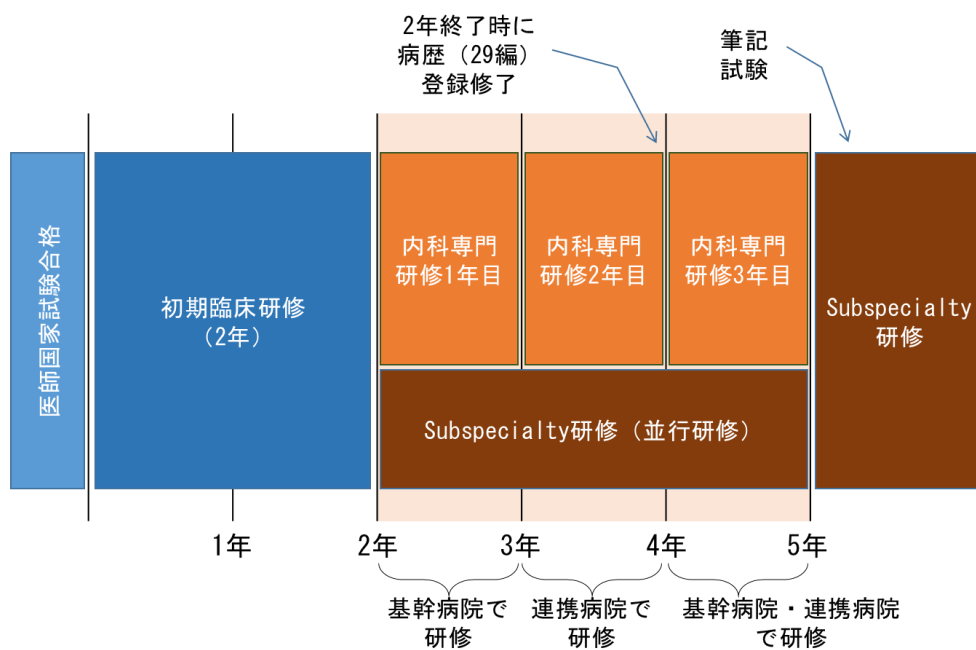 2年終了時に
病歴（29編）
登録修了
筆記
試験
医師国家試験合格
初期臨床研修
（2年）
内科専門
研修1年目
内科専門
研修2年目
内科専門
研修3年目
Subspecialty
研修
Subspecialty研修（並行研修）
1年
2年
3年
4年
5年
基幹病院で
研修
連携病院で
研修
基幹病院・連携病院
で研修